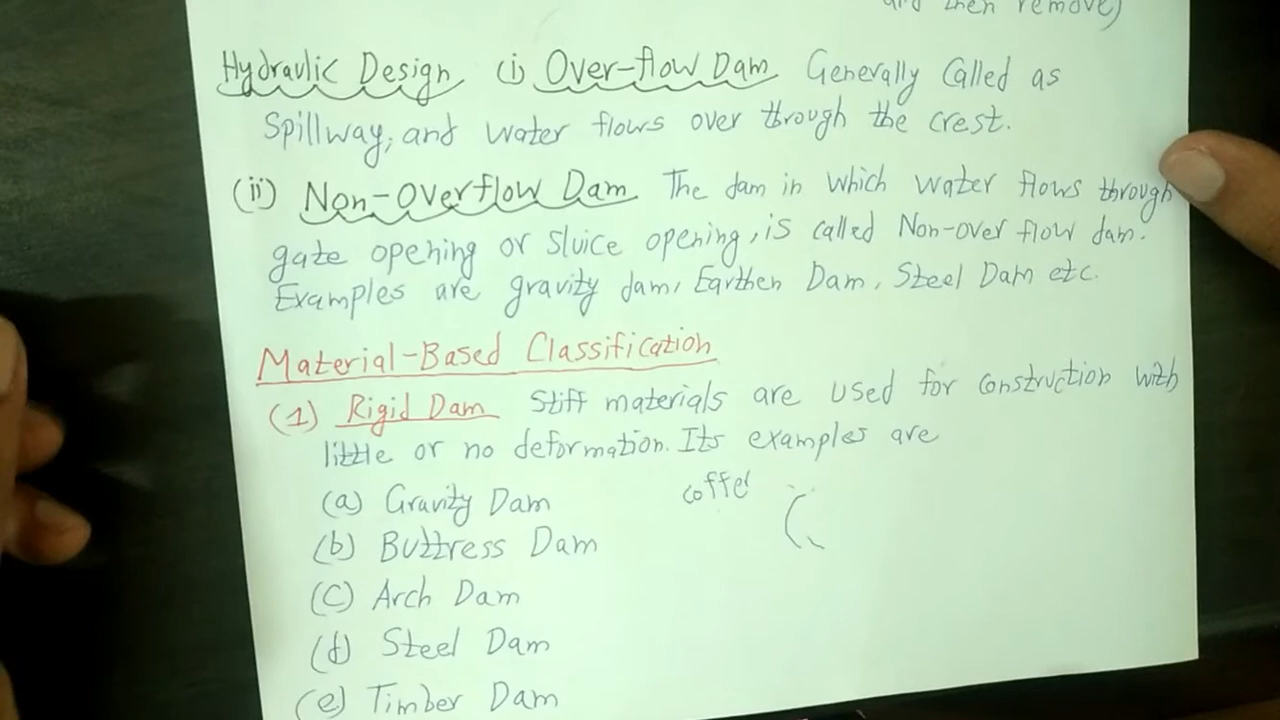 and then remove)
Hydraulic Design (i) Over-flow Dam Generally Called as
Spillway, and water flows over through the crest.
(ii) Non-Overflow Dam The dam in which water flows through
gate opening or sluice opening, is called Non-over flow dam.
Examples are gravity dam, Earthen Dam, Steel Dam etc.
Material-Based Classification
(1) Rigid Dam Stiff materials are used for construction with
little or no deformation. Its examples are
(a) Gravity Dam
coffer
(b) Buttress Dam
(c) Arch Dam
(d) Steel Dam
(e) Timber Dam